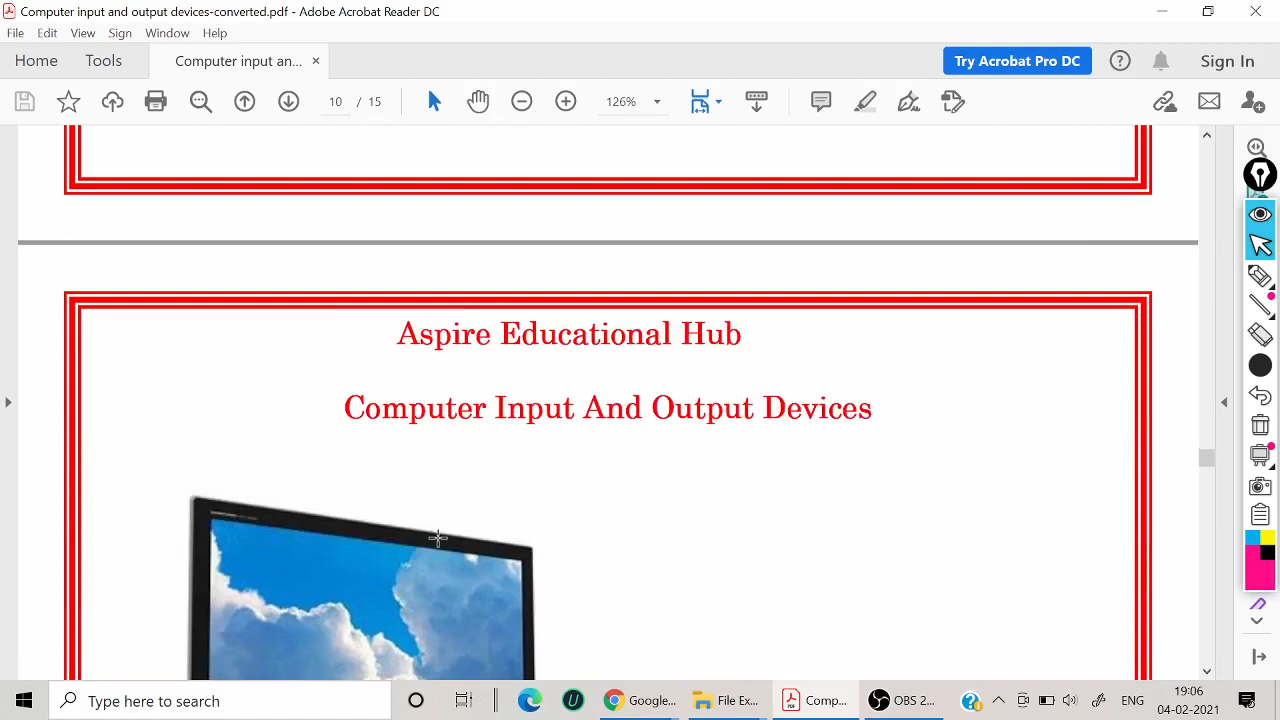 Computer input and output devices-converted.pdf - Adobe Acrobat Reader DC
File Edit View Sign Window Help
Home Tools Computer input an... × Try Acrobat Pro DC Sign In
10 / 15 126%
Aspire Educational Hub
Computer Input And Output Devices
Type here to search Google... File Ex... Comp... OBS 2... ENG 19:06
04-02-2021